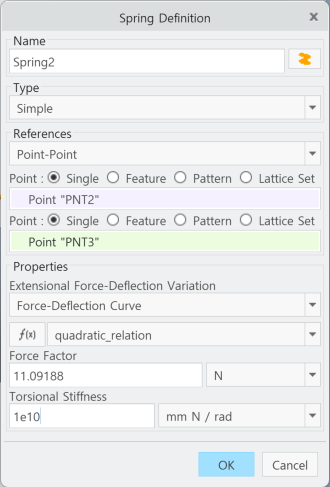 Spring Definition
Name
Spring2
Type
Simple
References
Point-Point
Point : Single Feature Pattern Lattice Set
Point "PNT2"
Point : Single Feature Pattern Lattice Set
Point "PNT3"
Properties
Extensional Force-Deflection Variation
Force-Deflection Curve
f(x) quadratic_relation
Force Factor
11.09188 N
Torsional Stiffness
1e10 mm N / rad
OK Cancel